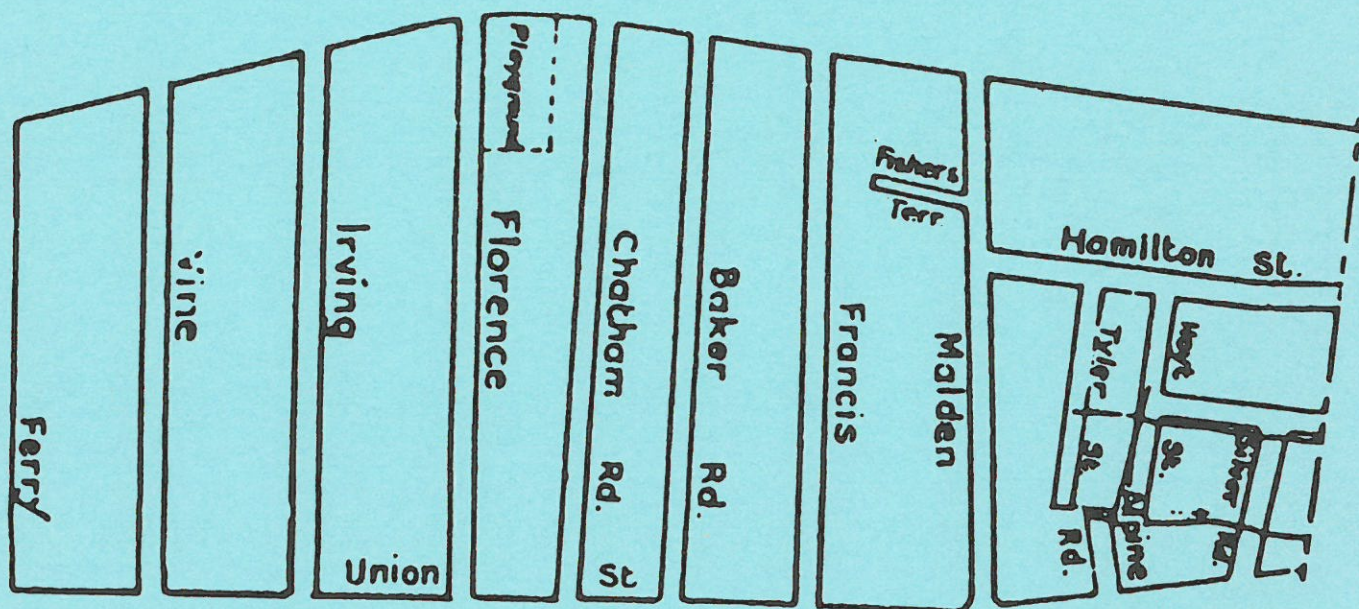 Ferry
Vine
Irving
Playground
Florence
Chatham Rd.
Baker Rd.
Francis
Fishers
Terr.
Malden
Hamilton St.
Tyler St.
Hoyt St.
Alpine Rd.
Rd.
Union St